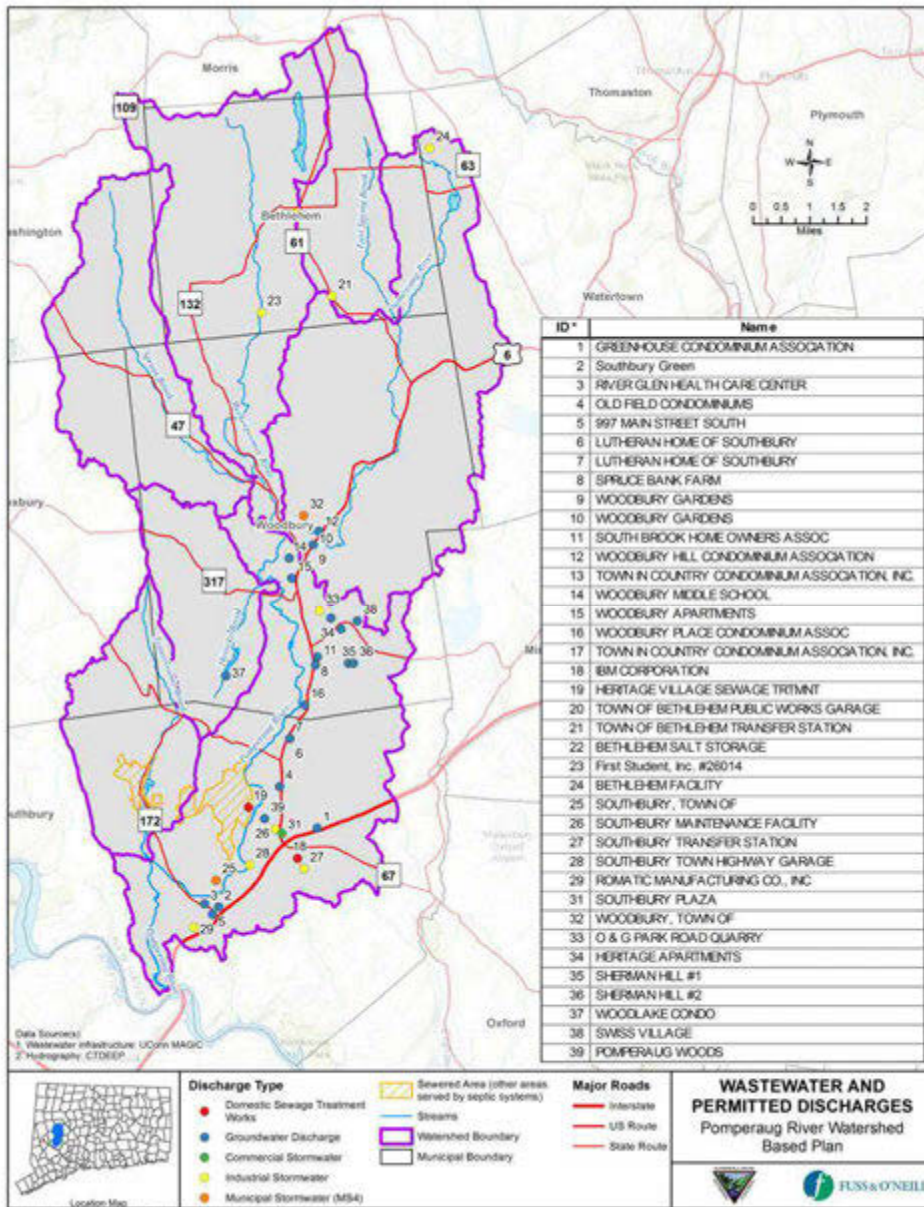 Morris
109
Thomaston
Plymouth
24
63
N
W E
S
0 0.5 1 2
Miles
Bethlehem
61
132
21
23
Watertown
6
47
32
Woodbury
12
10
14
9
15
317
33
38
34
11
35 36
8
37
16
7
6
4
19
39
1
26
31
172
18
28
27
25
67
3
2
5
29
Oxford
ID * Name
1 GREENHOUSE CONDOMINIUM ASSOCIATION
2 Southbury Green
3 RIVER GLEN HEALTH CARE CENTER
4 OLD FIELD CONDOMINIUMS
5 997 MAIN STREET SOUTH
6 LUTHERAN HOME OF SOUTHBURY
7 LUTHERAN HOME OF SOUTHBURY
8 SPRUCE BANK FARM
9 WOODBURY GARDENS
10 WOODBURY GARDENS
11 SOUTH BROOK HOME OWNERS ASSOC
12 WOODBURY HILL CONDOMINIUM ASSOCIATION
13 TOWN IN COUNTRY CONDOMINIUM ASSOCIATION, INC.
14 WOODBURY MIDDLE SCHOOL
15 WOODBURY APARTMENTS
16 WOODBURY PLACE CONDOMINIUM ASSOC
17 TOWN IN COUNTRY CONDOMINIUM ASSOCIATION, INC.
18 IBM CORPORATION
19 HERITAGE VILLAGE SEWAGE TRTMNT
20 TOWN OF BETHLEHEM PUBLIC WORKS GARAGE
21 TOWN OF BETHLEHEM TRANSFER STATION
22 BETHLEHEM SALT STORAGE
23 First Student, Inc. #26014
24 BETHLEHEM FACILITY
25 SOUTHBURY, TOWN OF
26 SOUTHBURY MAINTENANCE FACILITY
27 SOUTHBURY TRANSFER STATION
28 SOUTHBURY TOWN HIGHWAY GARAGE
29 ROMATIC MANUFACTURING CO., INC
31 SOUTHBURY PLAZA
32 WOODBURY, TOWN OF
33 O & G PARK ROAD QUARRY
34 HERITAGE APARTMENTS
35 SHERMAN HILL #1
36 SHERMAN HILL #2
37 WOODLAKE CONDO
38 SWISS VILLAGE
39 POMPERAUG WOODS
Data Source(s)
1. Wastewater infrastructure: UConn MAGIC
2. Hydrography: CTDEEP
Location Map
Discharge Type
Domestic Sewage Treatment
Works
Groundwater Discharge
Commercial Stormwater
Industrial Stormwater
Municipal Stormwater (MS4)
Sewered Area (other areas
served by septic systems)
Streams
Watershed Boundary
Municipal Boundary
Major Roads
Interstate
US Route
State Route
WASTEWATER AND
PERMITTED DISCHARGES
Pomperaug River Watershed
Based Plan
FUSS & O'NEILL